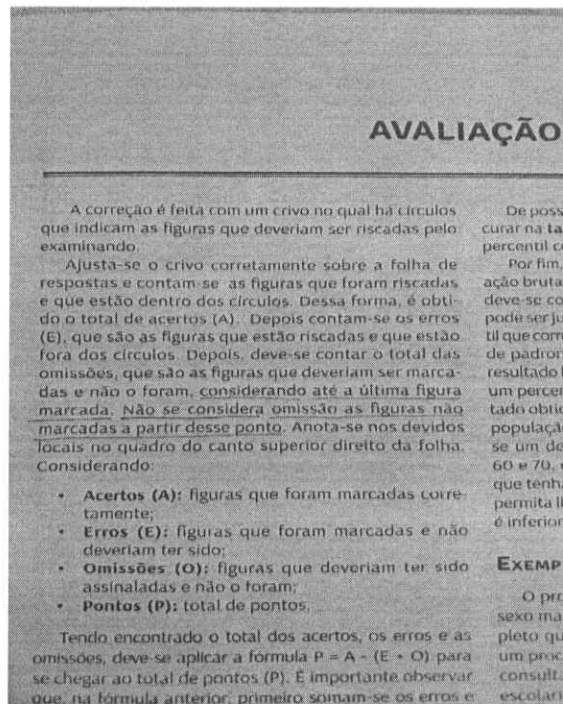 AVALIAÇÃO
A correção é feita com um crivo no qual há círculos
que indicam as figuras que deveriam ser riscadas pelo
examinando.
Ajusta-se o crivo corretamente sobre a folha de
respostas e contam-se as figuras que foram riscadas
e que estão dentro dos círculos. Dessa forma, é obti-
do o total de acertos (A). Depois contam-se os erros
(E), que são as figuras que estão riscadas e que estão
fora dos círculos. Depois, deve-se contar o total das
omissões, que são as figuras que deveriam ser marca-
das e não o foram, considerando até a última figura
marcada. Não se considera omissão as figuras não
marcadas a partir desse ponto. Anota-se nos devidos
locais no quadro do canto superior direito da folha.
Considerando:
• Acertos (A): figuras que foram marcadas corre-
tamente;
• Erros (E): figuras que foram marcadas e não
deveriam ter sido;
• Omissões (O): figuras que deveriam ter sido
assinaladas e não o foram;
• Pontos (P): total de pontos.
Tendo encontrado o total dos acertos, os erros e as
omissões, deve-se aplicar a fórmula P = A - (E + O) para
se chegar ao total de pontos (P). É importante observar
que, na fórmula anterior, primeiro somam-se os erros e
De poss
curar na ta
percentil c
Por fim,
ação bruta
deve-se co
pode ser ju
til que corr
de padron
resultado
um percen
tado obtid
população
se um de
60 e 70,
que tenha
permita
é inferior
EXEMP
O pro
sexo ma
pleto qu
um proc
consulta
escolari